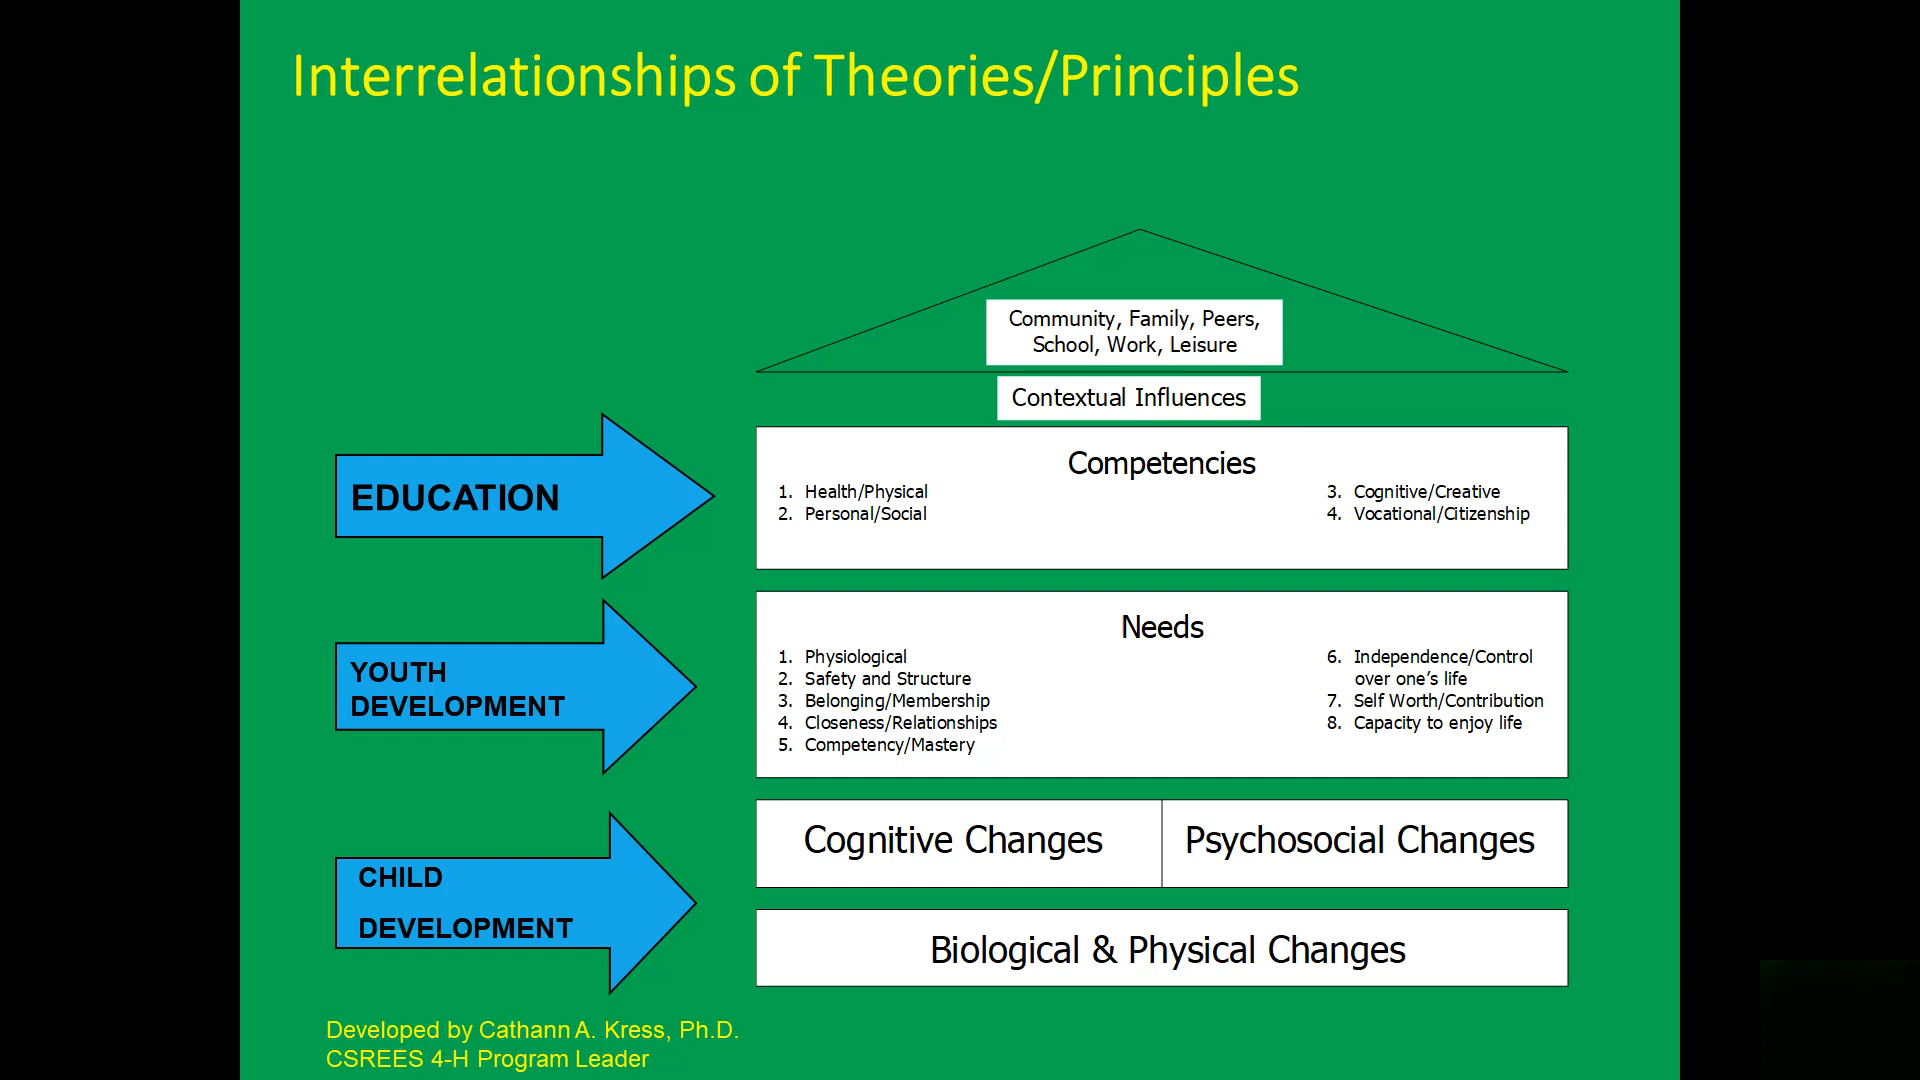 Interrelationships of Theories/Principles
Community, Family, Peers,
School, Work, Leisure
Contextual Influences
EDUCATION
Competencies
1. Health/Physical
2. Personal/Social
3. Cognitive/Creative
4. Vocational/Citizenship
YOUTH
DEVELOPMENT
Needs
1. Physiological
2. Safety and Structure
3. Belonging/Membership
4. Closeness/Relationships
5. Competency/Mastery
6. Independence/Control
over one’s life
7. Self Worth/Contribution
8. Capacity to enjoy life
CHILD
DEVELOPMENT
Cognitive Changes
Psychosocial Changes
Biological & Physical Changes
Developed by Cathann A. Kress, Ph.D.
CSREES 4-H Program Leader